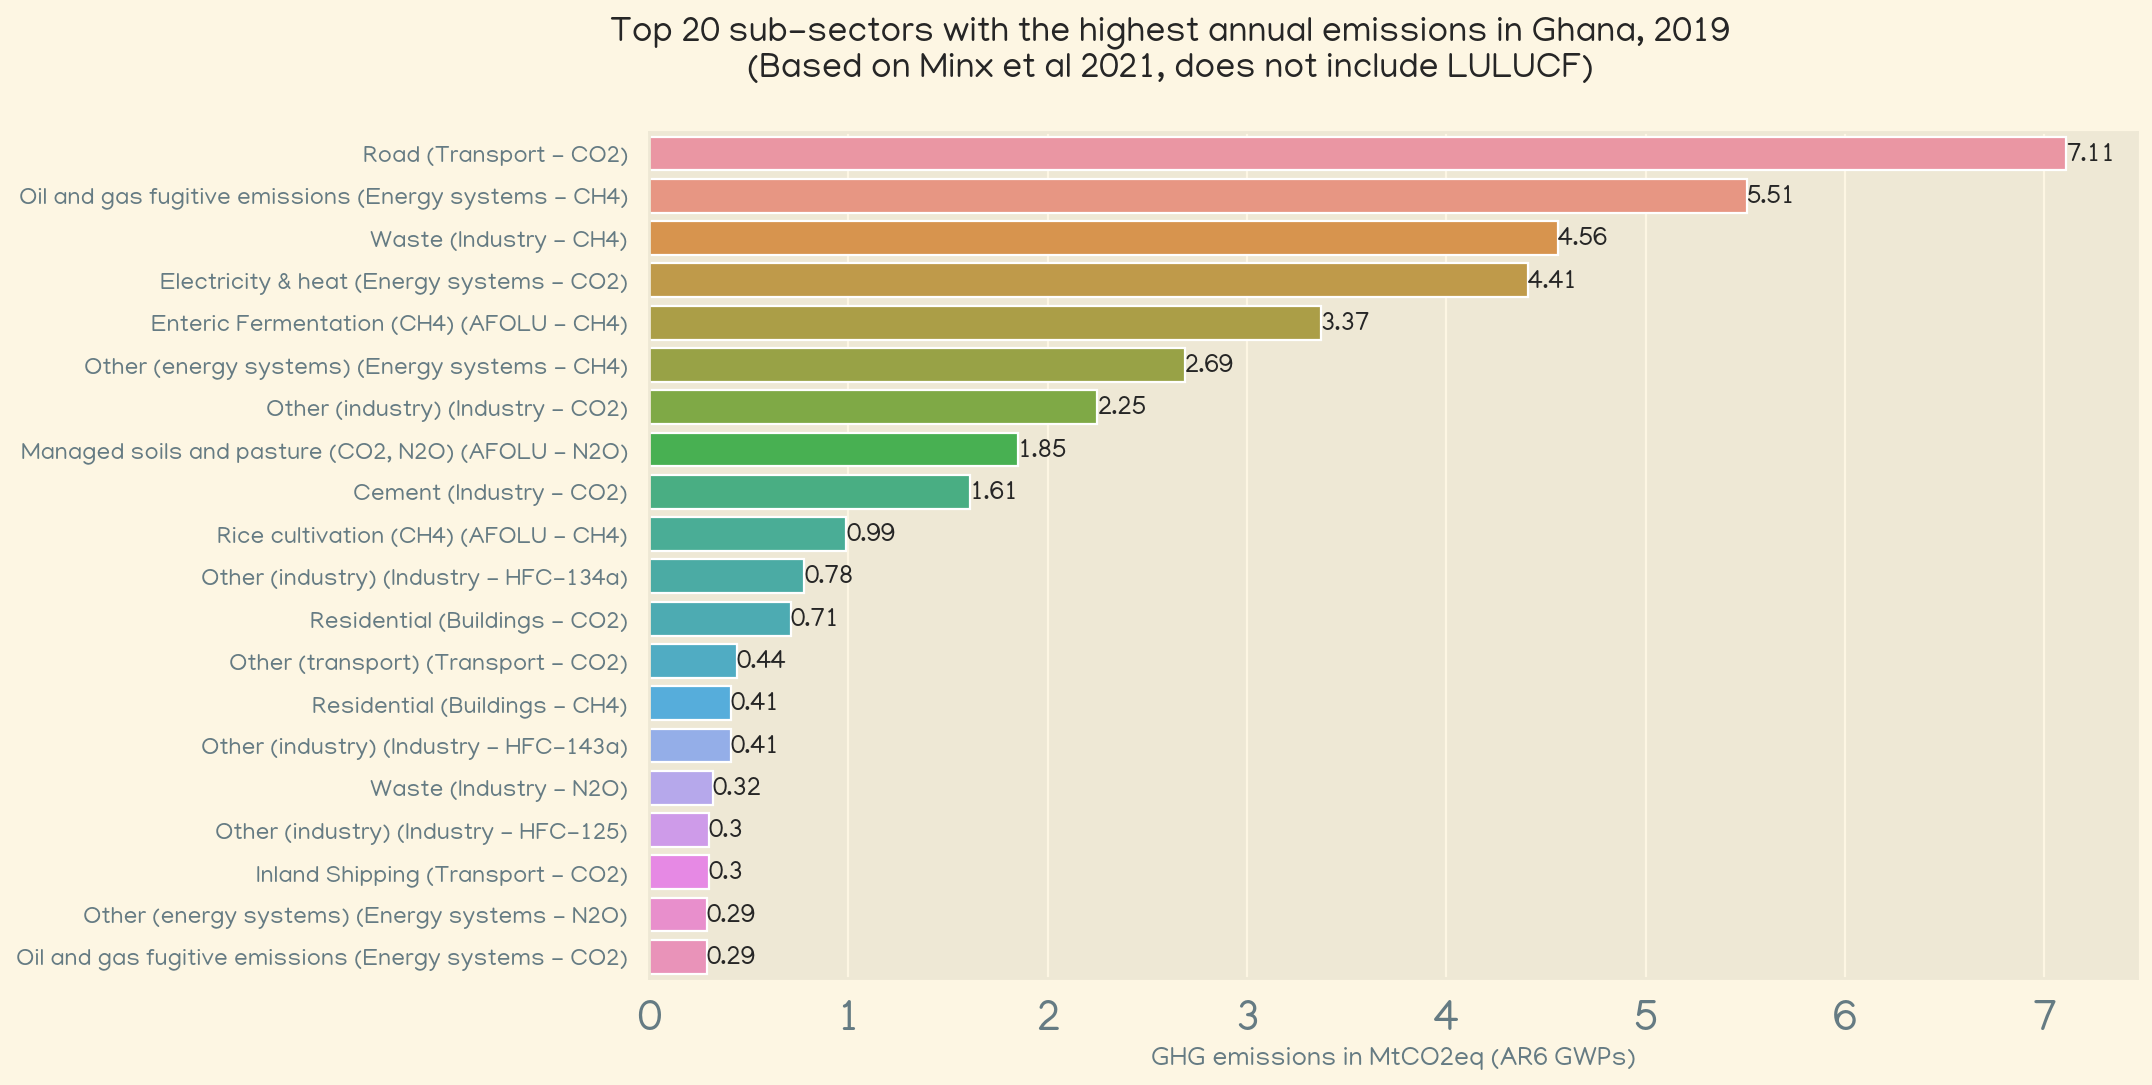 Top 20 sub-sectors with the highest annual emissions in Ghana, 2019
(Based on Minx et al 2021, does not include LULUCF)
Road (Transport - CO2) 7.11
Oil and gas fugitive emissions (Energy systems - CH4) 5.51
Waste (Industry - CH4) 4.56
Electricity & heat (Energy systems - CO2) 4.41
Enteric Fermentation (CH4) (AFOLU - CH4) 3.37
Other (energy systems) (Energy systems - CH4) 2.69
Other (industry) (Industry - CO2) 2.25
Managed soils and pasture (CO2, N2O) (AFOLU - N2O) 1.85
Cement (Industry - CO2) 1.61
Rice cultivation (CH4) (AFOLU - CH4) 0.99
Other (industry) (Industry - HFC-134a) 0.78
Residential (Buildings - CO2) 0.71
Other (transport) (Transport - CO2) 0.44
Residential (Buildings - CH4) 0.41
Other (industry) (Industry - HFC-143a) 0.41
Waste (Industry - N2O) 0.32
Other (industry) (Industry - HFC-125) 0.3
Inland Shipping (Transport - CO2) 0.3
Other (energy systems) (Energy systems - N2O) 0.29
Oil and gas fugitive emissions (Energy systems - CO2) 0.29
0 1 2 3 4 5 6 7
GHG emissions in MtCO2eq (AR6 GWPs)